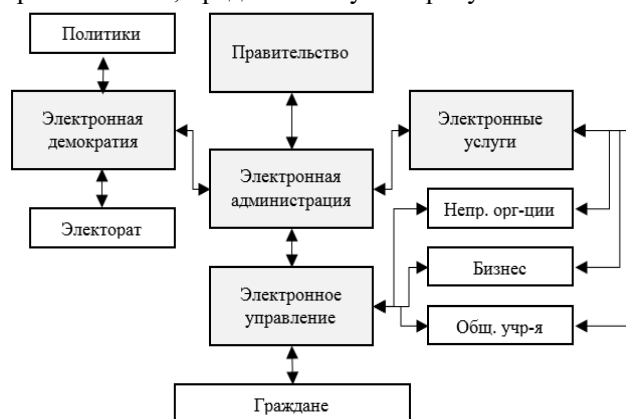 Политики
Правительство
Электронная
демократия
Электронные
услуги
Электронная
администрация
Электорат
Непр. орг-ции
Бизнес
Электронное
управление
Общ. учр-я
Граждане